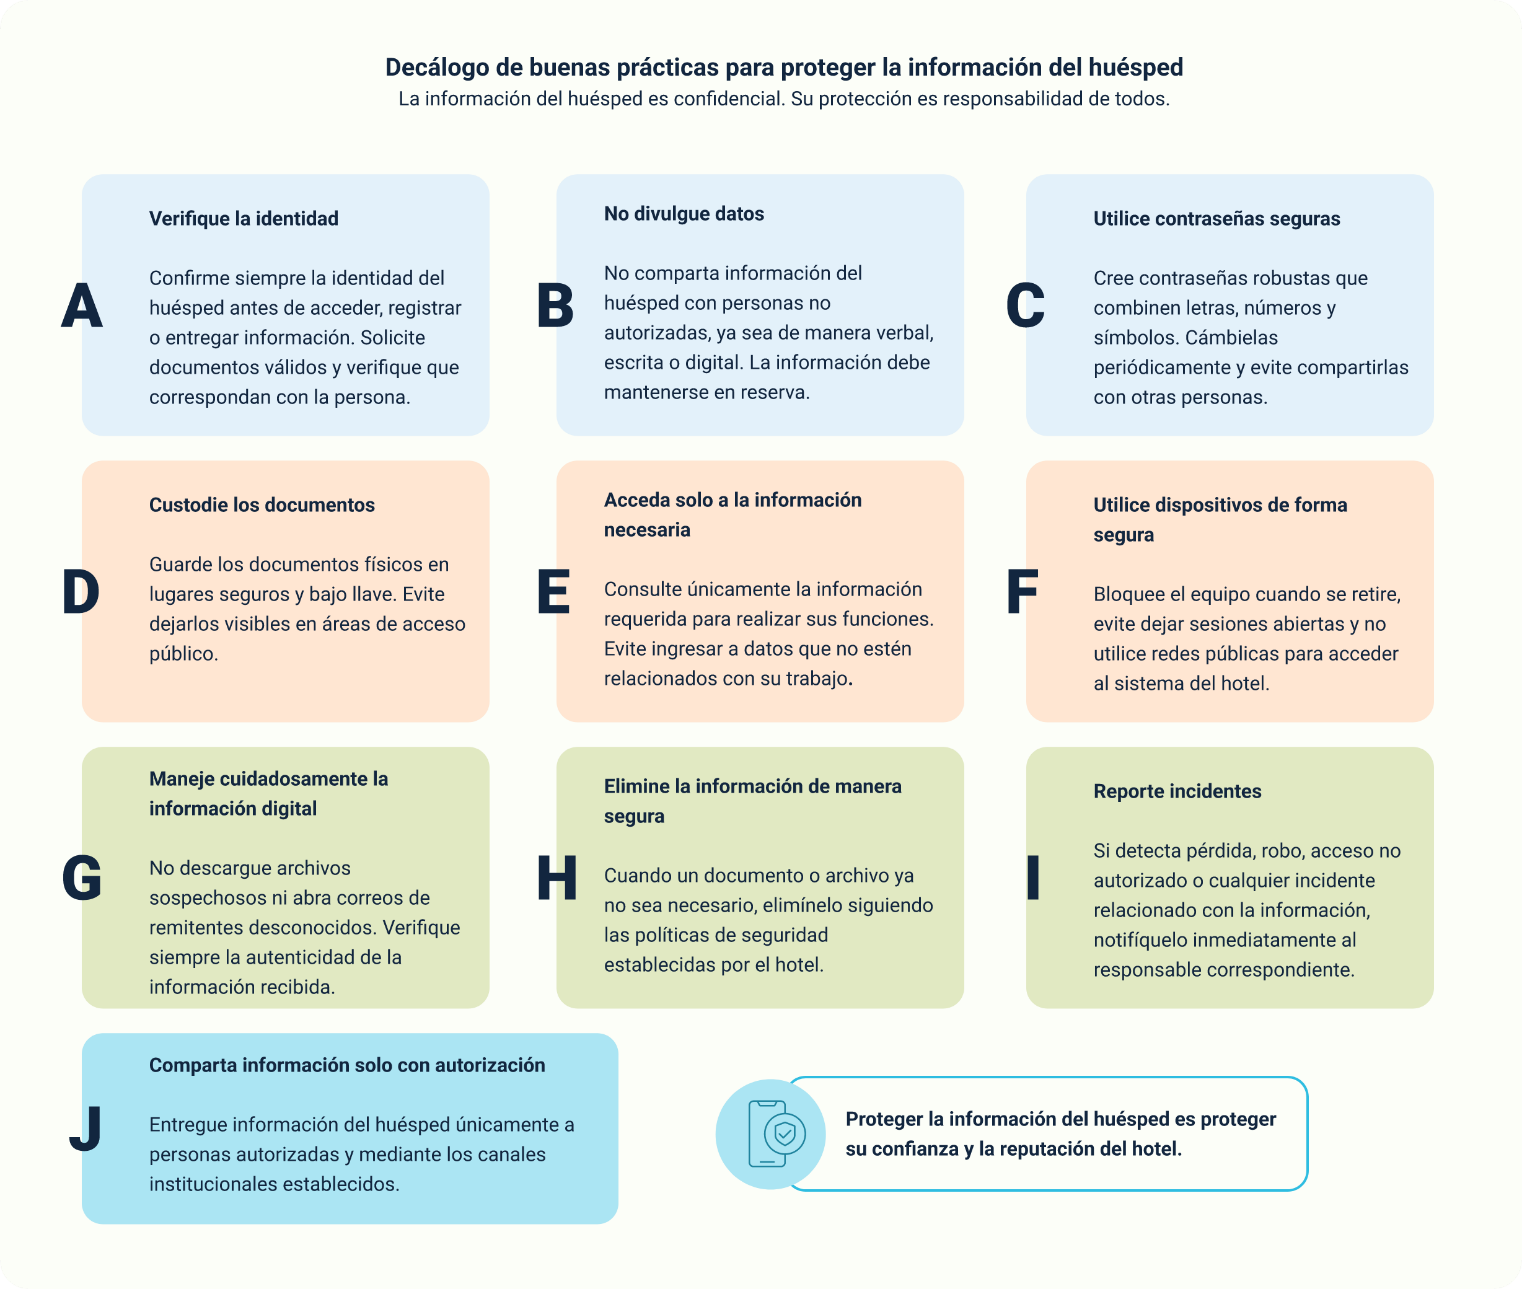 Decálogo de buenas prácticas para proteger la información del huésped
La información del huésped es confidencial. Su protección es responsabilidad de todos.
A
Verifique la identidad
Confirme siempre la identidad del
huésped antes de acceder, registrar
o entregar información. Solicite
documentos válidos y verifique que
correspondan con la persona.
B
No divulgue datos
No comparta información del
huésped con personas no
autorizadas, ya sea de manera verbal,
escrita o digital. La información debe
mantenerse en reserva.
C
Utilice contraseñas seguras
Cree contraseñas robustas que
combinen letras, números y
símbolos. Cámbielas
periódicamente y evite compartirlas
con otras personas.
D
Custodie los documentos
Guarde los documentos físicos en
lugares seguros y bajo llave. Evite
dejarlos visibles en áreas de acceso
público.
E
Acceda solo a la información
necesaria
Consulte únicamente la información
requerida para realizar sus funciones.
Evite ingresar a datos que no estén
relacionados con su trabajo.
F
Utilice dispositivos de forma
segura
Bloquee el equipo cuando se retire,
evite dejar sesiones abiertas y no
utilice redes públicas para acceder
al sistema del hotel.
G
Maneje cuidadosamente la
información digital
No descargue archivos
sospechosos ni abra correos de
remitentes desconocidos. Verifique
siempre la autenticidad de la
información recibida.
H
Elimine la información de manera
segura
Cuando un documento o archivo ya
no sea necesario, elimínelo siguiendo
las políticas de seguridad
establecidas por el hotel.
I
Reporte incidentes
Si detecta pérdida, robo, acceso no
autorizado o cualquier incidente
relacionado con la información,
notifíquelo inmediatamente al
responsable correspondiente.
J
Comparta información solo con autorización
Entregue información del huésped únicamente a
personas autorizadas y mediante los canales
institucionales establecidos.
Proteger la información del huésped es proteger
su confianza y la reputación del hotel.